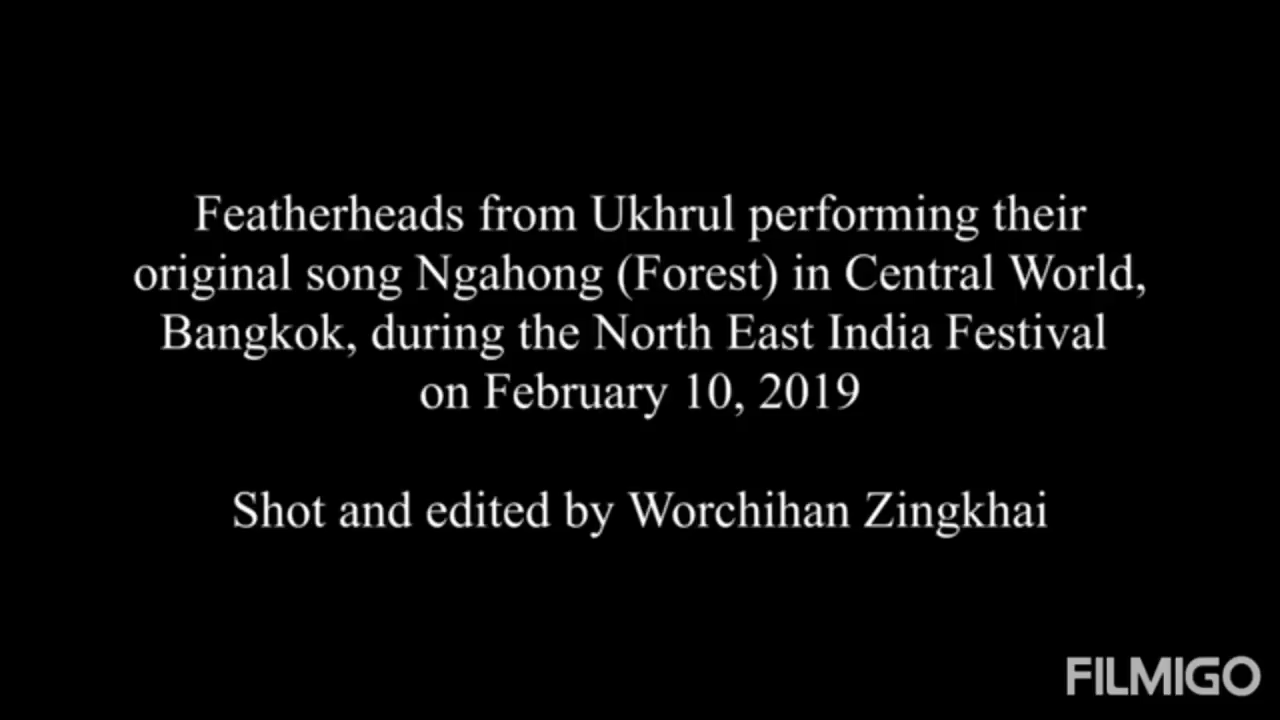 Featherheads from Ukhrul performing their
original song Ngahong (Forest) in Central World,
Bangkok, during the North East India Festival
on February 10, 2019
Shot and edited by Worchihan Zingkhai
FILMIGO